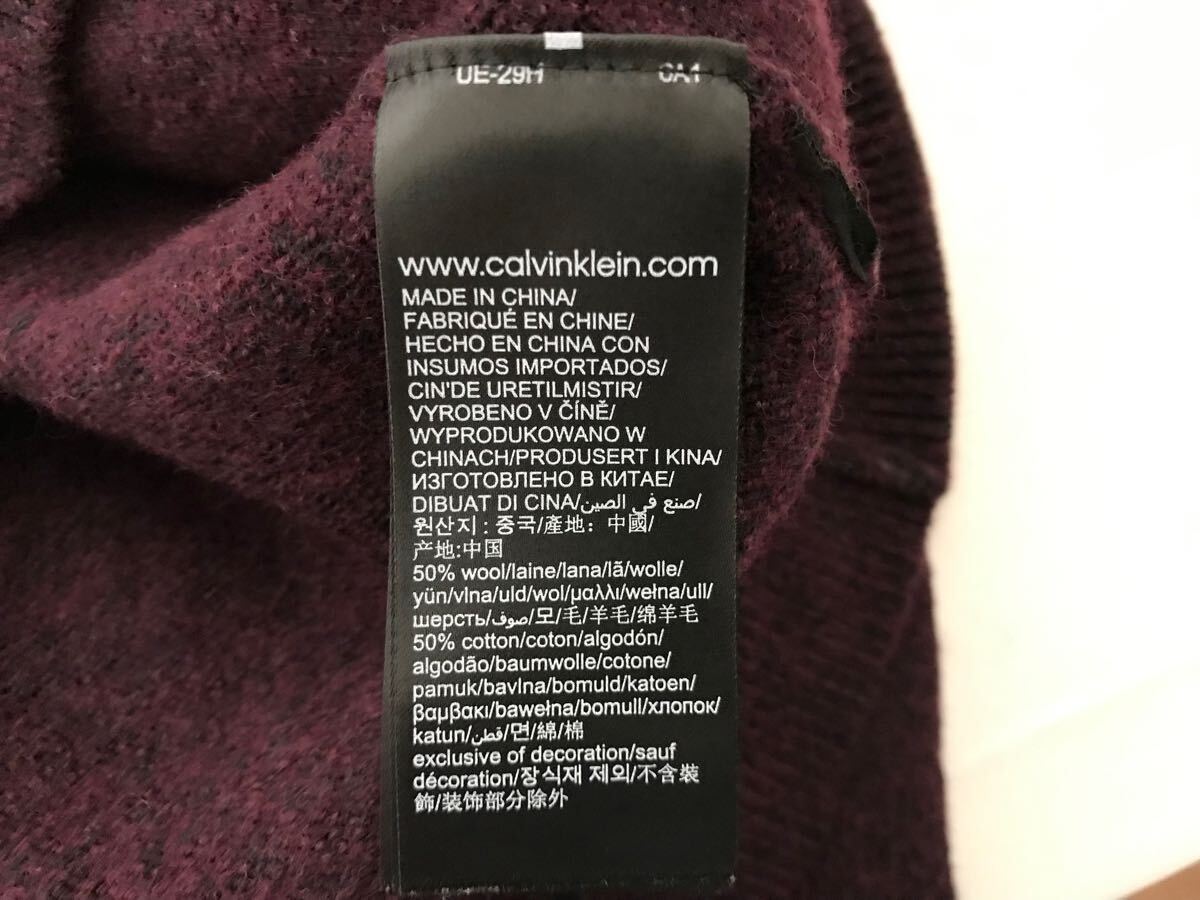 UE-29H CA1
www.calvinklein.com
MADE IN CHINA/
FABRIQUÉ EN CHINE/
HECHO EN CHINA CON
INSUMOS IMPORTADOS/
CIN'DE URETILMISTIR/
VYROBENO V ČÍNĚ/
WYPRODUKOWANO W
CHINACH/PRODUSERT I KINA/
ИЗГОТОВЛЕНО В КИТАЕ/
DIBUAT DI CINA/صنع في الصين/
원산지 : 중국/產地：中國/
产地:中国
50% wool/laine/lana/lã/wolle/
yün/vlna/uld/wol/μαλλι/wełna/ull/
шерсть/صوف/모/毛/羊毛/绵羊毛
50% cotton/coton/algodón/
algodão/baumwolle/cotone/
pamuk/bavlna/bomuld/katoen/
βαμβακι/bawełna/bomull/хлопок/
katun/قطن/면/綿/棉
exclusive of decoration/sauf
décoration/장식재 제외/不含裝
飾/装饰部分除外